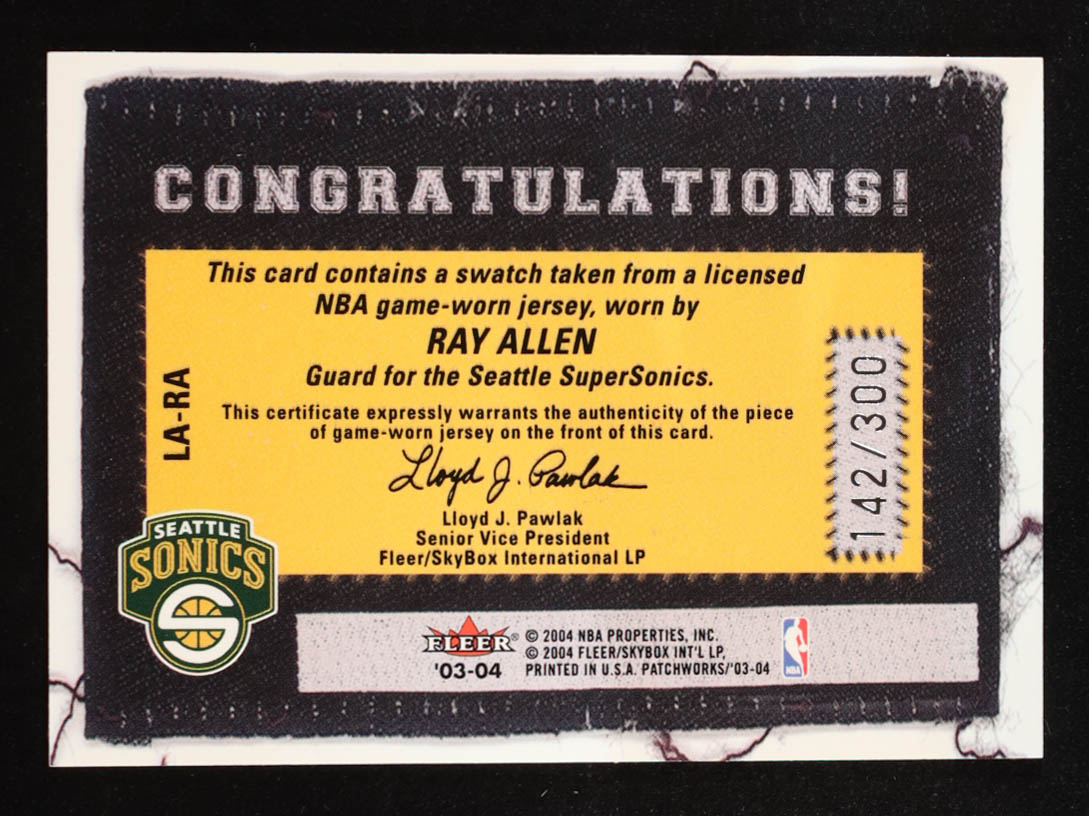 CONGRATULATIONS!
This card contains a swatch taken from a licensed
NBA game-worn jersey, worn by
RAY ALLEN
Guard for the Seattle SuperSonics.
This certificate expressly warrants the authenticity of the piece
of game-worn jersey on the front of this card.
Lloyd J. Pawlak
Lloyd J. Pawlak
Senior Vice President
Fleer/SkyBox International LP
LA-RA
142/300
SEATTLE
SONICS
FLEER®
'03-04
© 2004 NBA PROPERTIES, INC.
© 2004 FLEER/SKYBOX INT'L LP,
PRINTED IN U.S.A. PATCHWORKS/'03-04
NBA